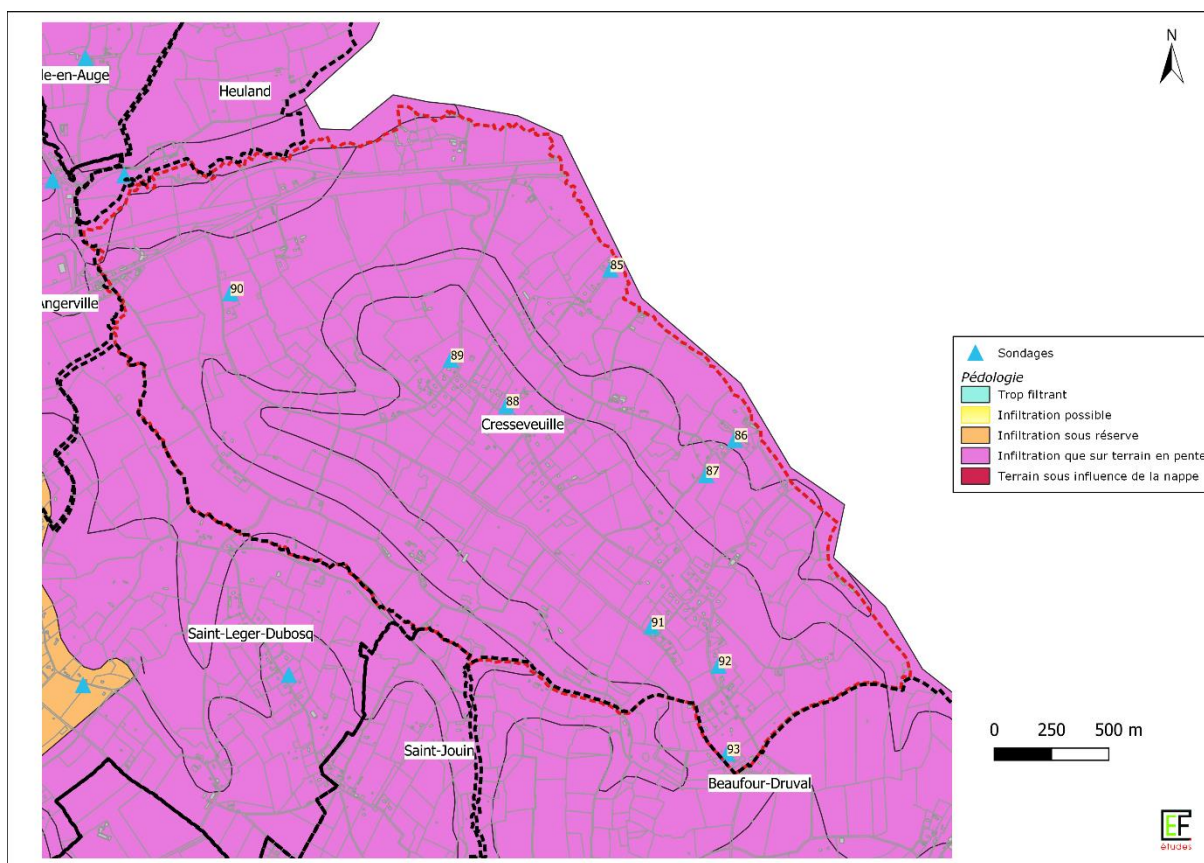 N
le-en-Auge
Heuland
85
90
Angerville
89
88
Cresseveuille
86
87
Sondages
Pédologie
Trop filtrant
Infiltration possible
Infiltration sous réserve
Infiltration que sur terrain en pente
Terrain sous influence de la nappe
91
Saint-Leger-Dubosq
92
0 250 500 m
Saint-Jouin
93
Beaufour-Druval
EF
études